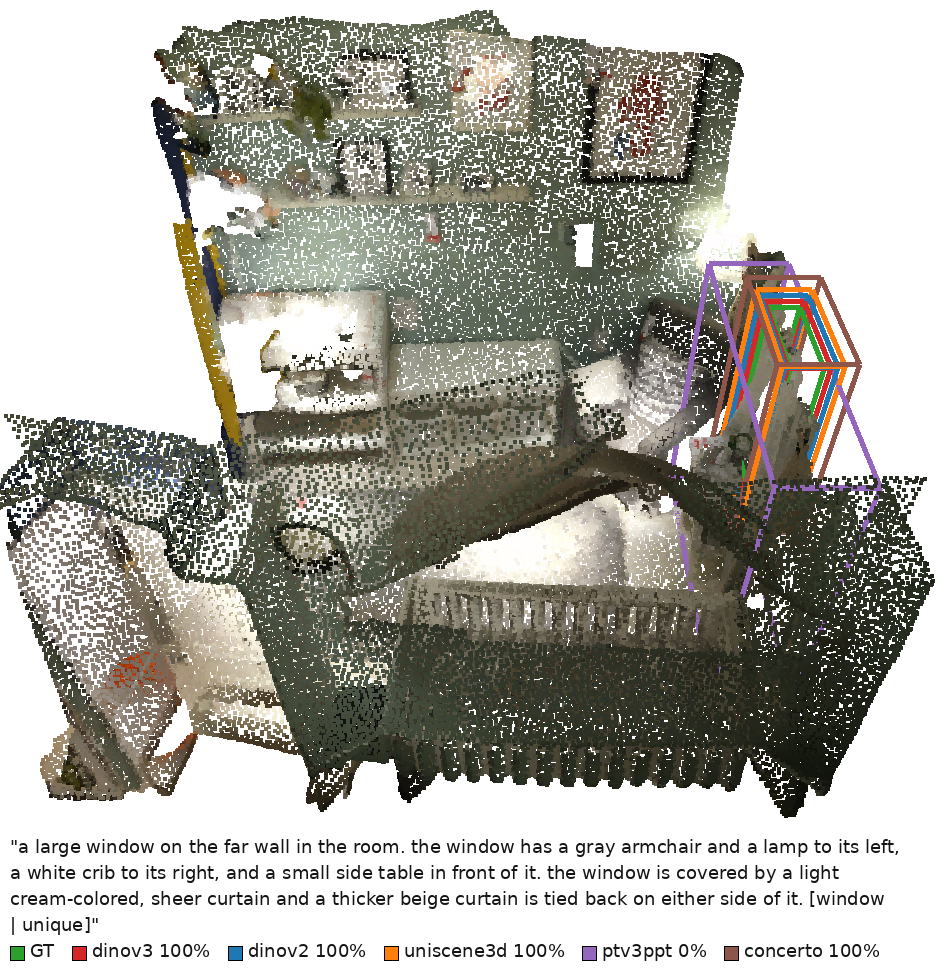 "a large window on the far wall in the room. the window has a gray armchair and a lamp to its left,
a white crib to its right, and a small side table in front of it. the window is covered by a light
cream-colored, sheer curtain and a thicker beige curtain is tied back on either side of it. [window
| unique]"
GT dinov3 100% dinov2 100% uniscene3d 100% ptv3ppt 0% concerto 100%